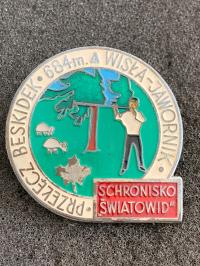 PRZEŁĘCZ BESKIDEK • 684 m. WISŁA-JAWORNIK •
SCHRONISKO
"ŚWIATOWID"